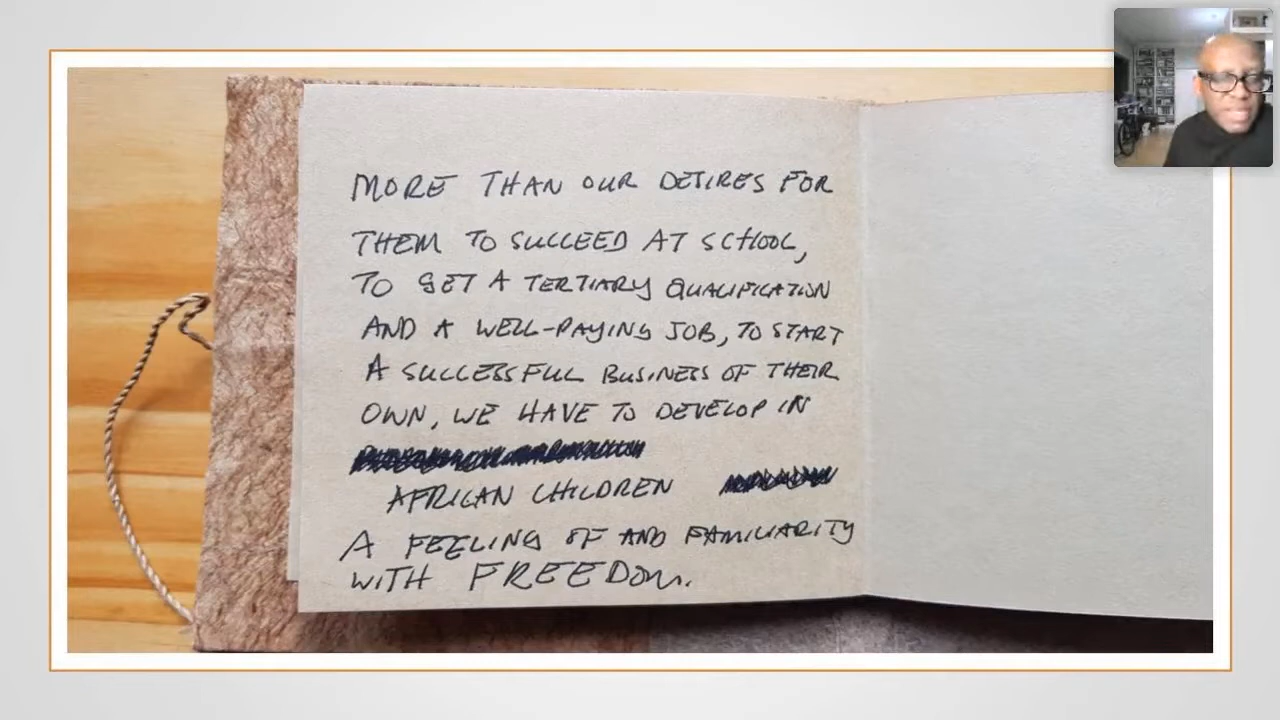 MORE THAN OUR DESIRES FOR
THEM TO SUCCEED AT SCHOOL,
TO GET A TERTIARY QUALIFICATION
AND A WELL-PAYING JOB, TO START
A SUCCESSFUL BUSINESS OF THEIR
OWN, WE HAVE TO DEVELOP IN
AFRICAN CHILDREN
A FEELING OF AND FAMILIARITY
WITH FREEDOM.